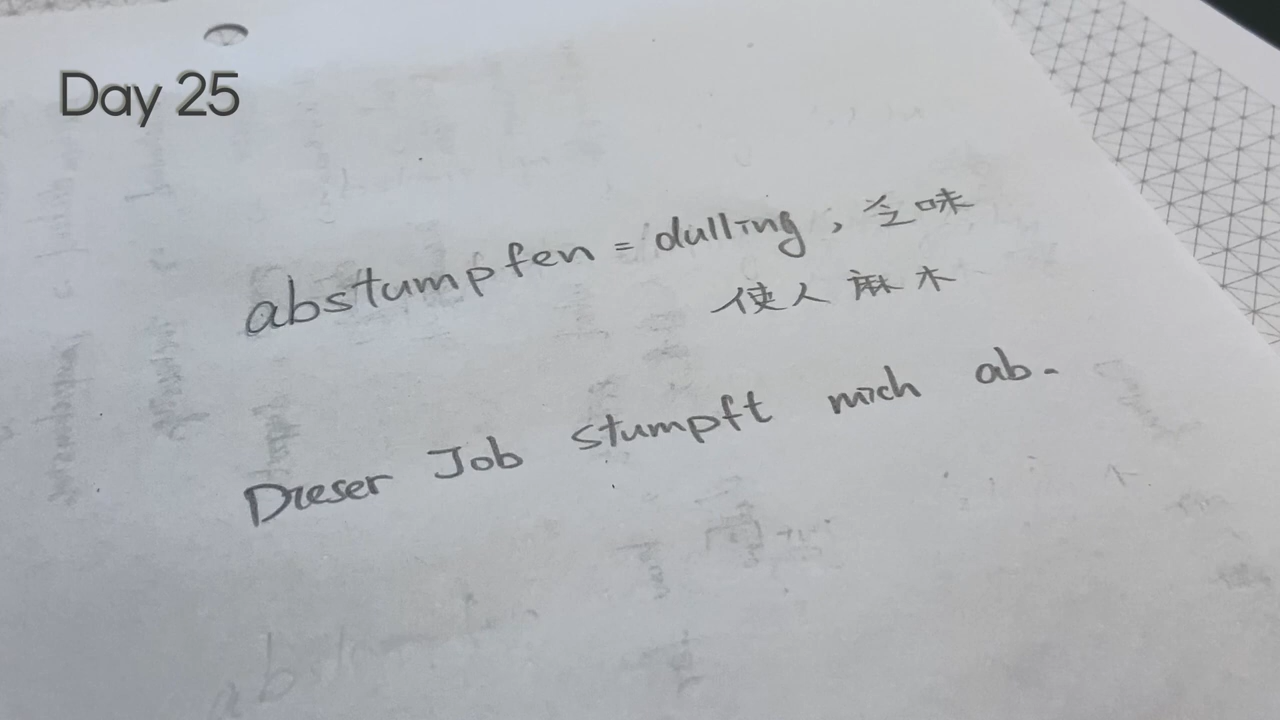 Day 25
abstumpfen = dulling, 乏味
使人麻木
Dieser Job stumpft mich ab.